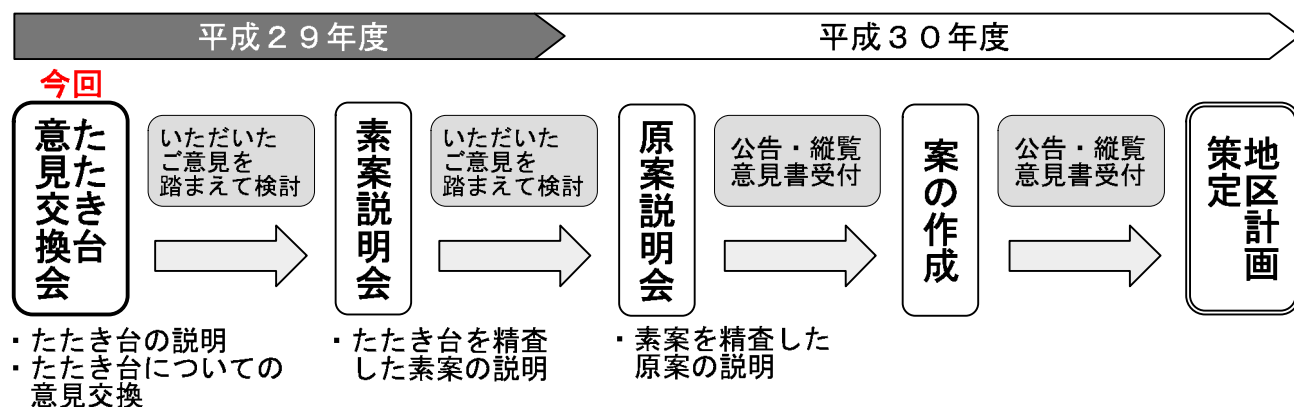 平成２９年度
平成３０年度
今回
たたき台
意見交換会
いただいた
ご意見を
踏まえて検討
素案説明会
いただいた
ご意見を
踏まえて検討
原案説明会
公告・縦覧
意見書受付
案の作成
公告・縦覧
意見書受付
地区計画
策定
・たたき台の説明
・たたき台についての
意見交換
・たたき台を精査
した素案の説明
・素案を精査した
原案の説明